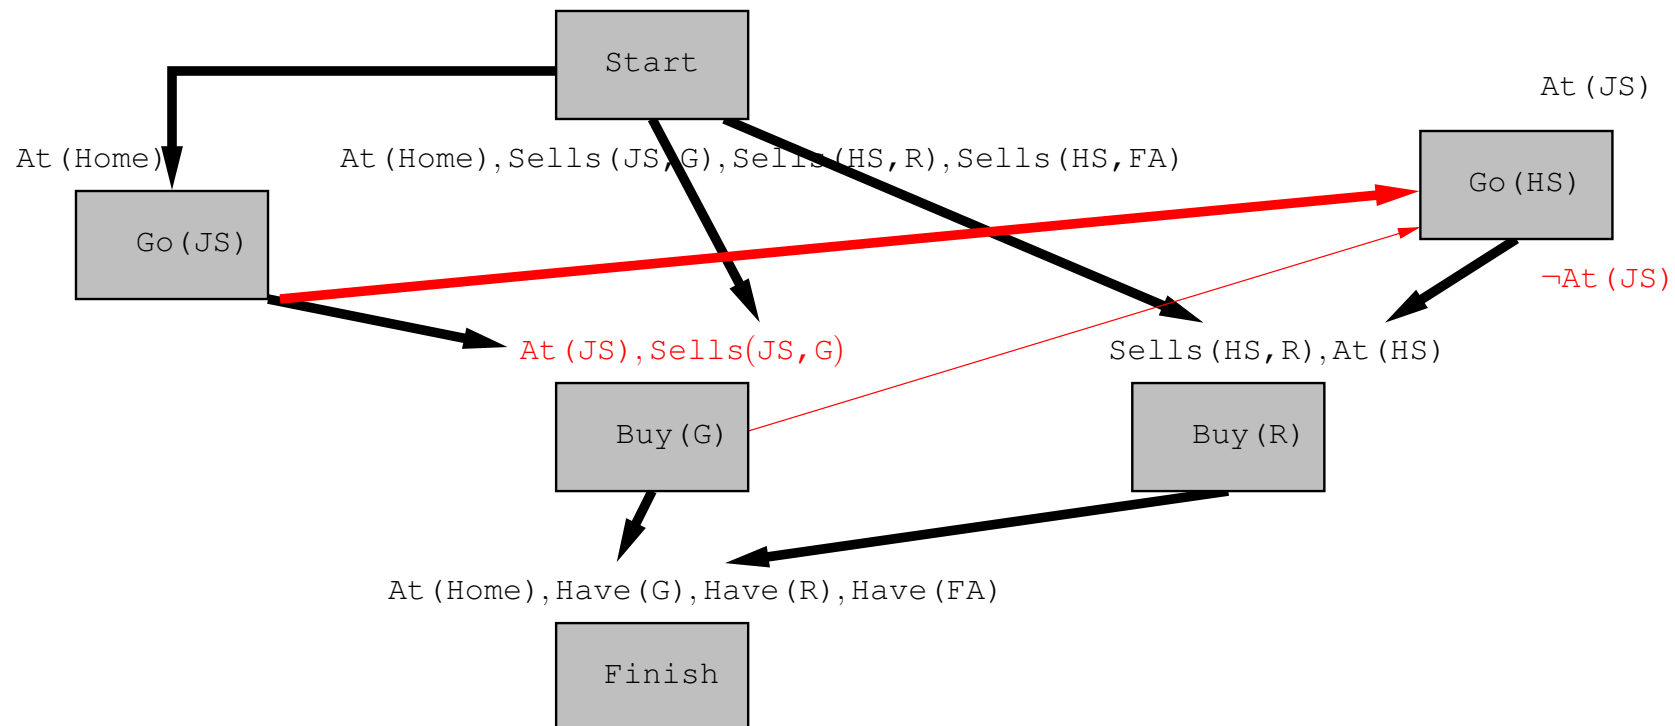 Start
At(JS)
At(Home)
At(Home),Sells(JS,G),Sells(HS,R),Sells(HS,FA)
Go(HS)
Go(JS)
¬At(JS)
At(JS),Sells(JS,G)
Sells(HS,R),At(HS)
Buy(G)
Buy(R)
At(Home),Have(G),Have(R),Have(FA)
Finish